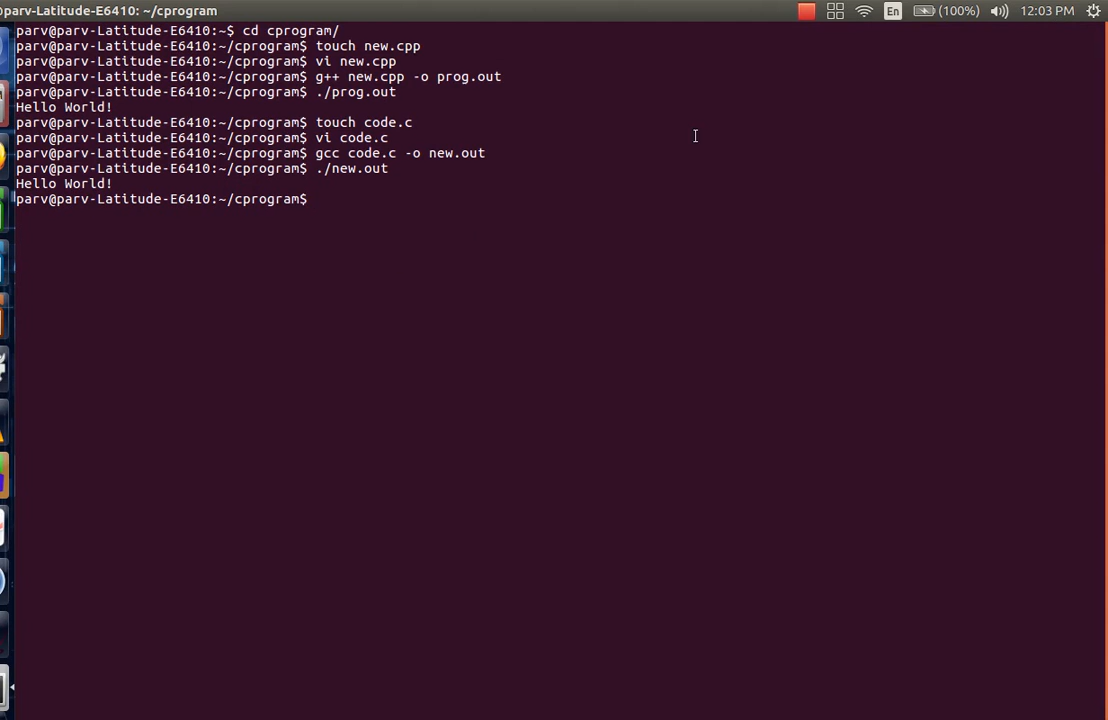 parv@parv-Latitude-E6410: ~/cprogram
En (100%) 12:03 PM
parv@parv-Latitude-E6410:~$ cd cprogram/
parv@parv-Latitude-E6410:~/cprogram$ touch new.cpp
parv@parv-Latitude-E6410:~/cprogram$ vi new.cpp
parv@parv-Latitude-E6410:~/cprogram$ g++ new.cpp -o prog.out
parv@parv-Latitude-E6410:~/cprogram$ ./prog.out
Hello World!
parv@parv-Latitude-E6410:~/cprogram$ touch code.c
parv@parv-Latitude-E6410:~/cprogram$ vi code.c
parv@parv-Latitude-E6410:~/cprogram$ gcc code.c -o new.out
parv@parv-Latitude-E6410:~/cprogram$ ./new.out
Hello World!
parv@parv-Latitude-E6410:~/cprogram$